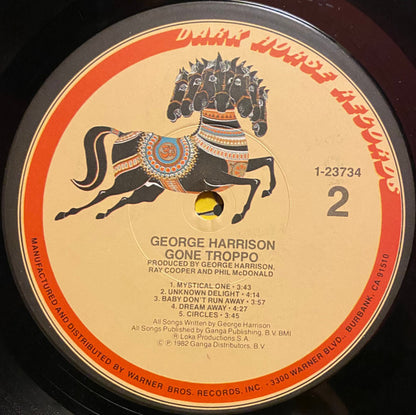 DARK HORSE RECORDS
1-23734
2
GEORGE HARRISON
GONE TROPPO
PRODUCED BY GEORGE HARRISON,
RAY COOPER AND PHIL McDONALD
1. MYSTICAL ONE • 3:43
2. UNKNOWN DELIGHT • 4:14
3. BABY DON'T RUN AWAY • 3:53
4. DREAM AWAY • 4:27
5. CIRCLES • 3:45
All Songs Written by George Harrison
All Songs Published by Ganga Publishing, B.V. BMI
℗ Loka Productions S.A.
© 1982 Ganga Distributors, B.V.
MANUFACTURED AND DISTRIBUTED BY WARNER BROS. RECORDS, INC. • 3300 WARNER BLVD., BURBANK, CA. 91510